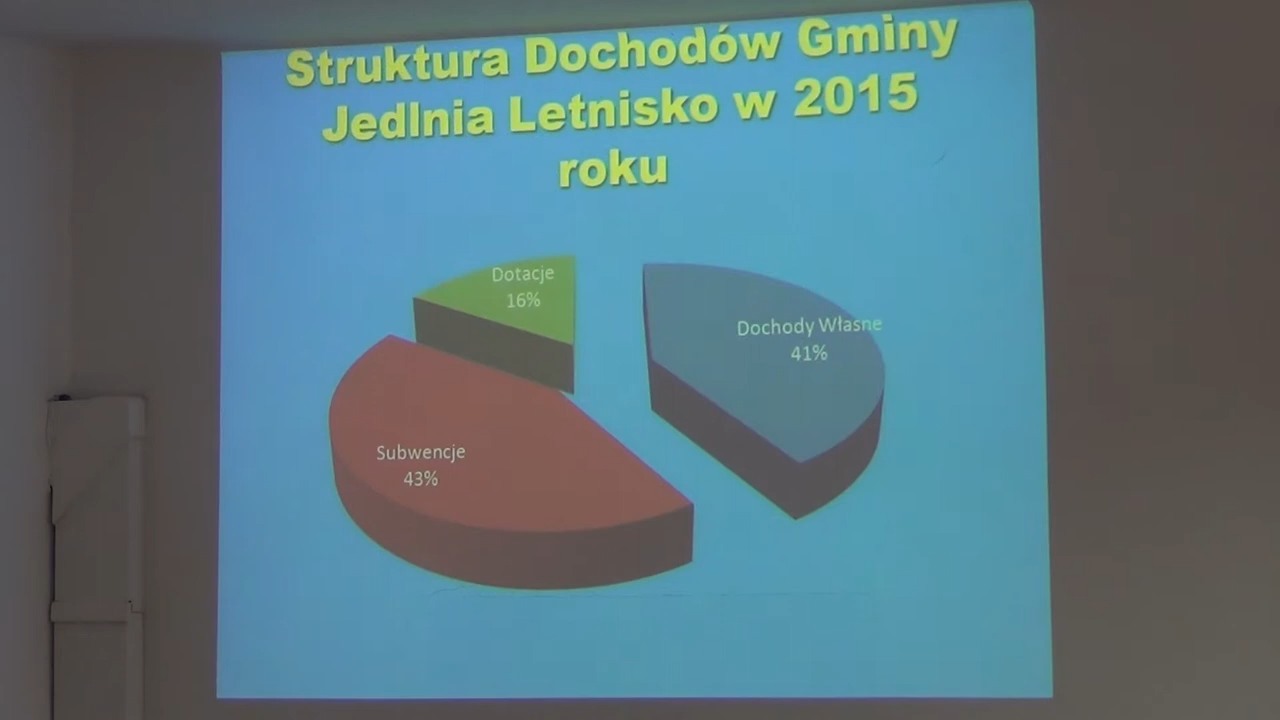 Struktura Dochodów Gminy
Jedlnia Letnisko w 2015
roku
Dotacje
16%
Dochody Własne
41%
Subwencje
43%